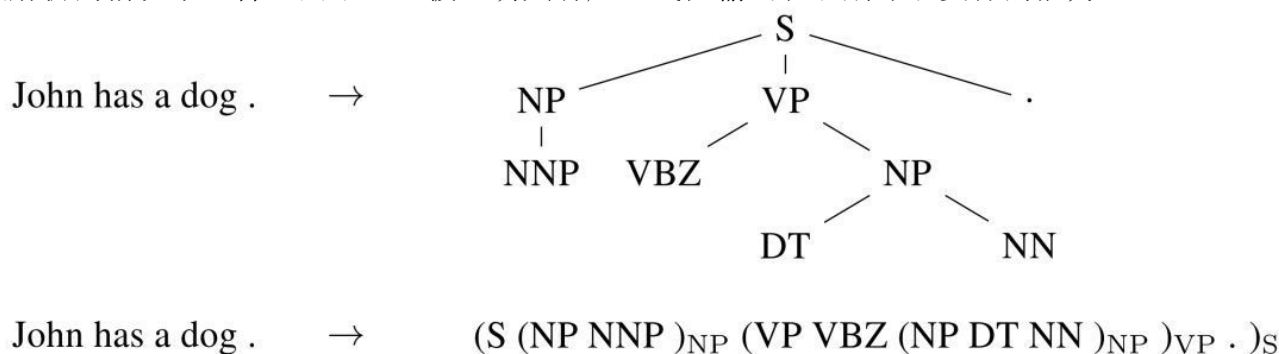 S
John has a dog . → NP VP .
NNP VBZ NP
DT NN
John has a dog . → (S (NP NNP )NP (VP VBZ (NP DT NN )NP )VP . )S